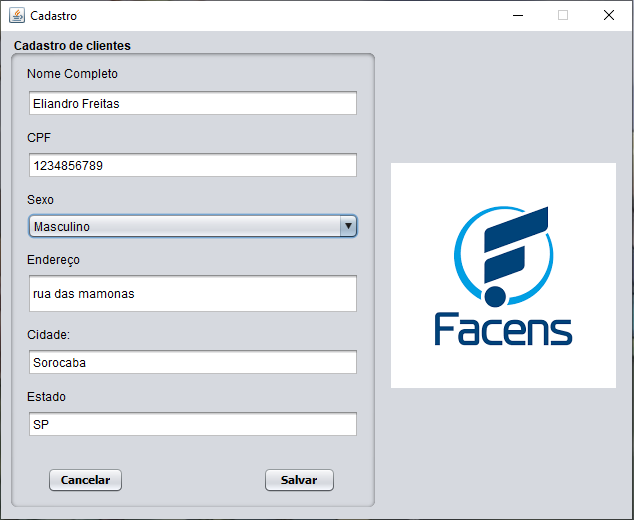 Cadastro
Cadastro de clientes
Nome Completo
Eliandro Freitas
CPF
1234856789
Sexo
Masculino
Endereço
rua das mamonas
Cidade:
Sorocaba
Estado
SP
Cancelar
Salvar
Facens